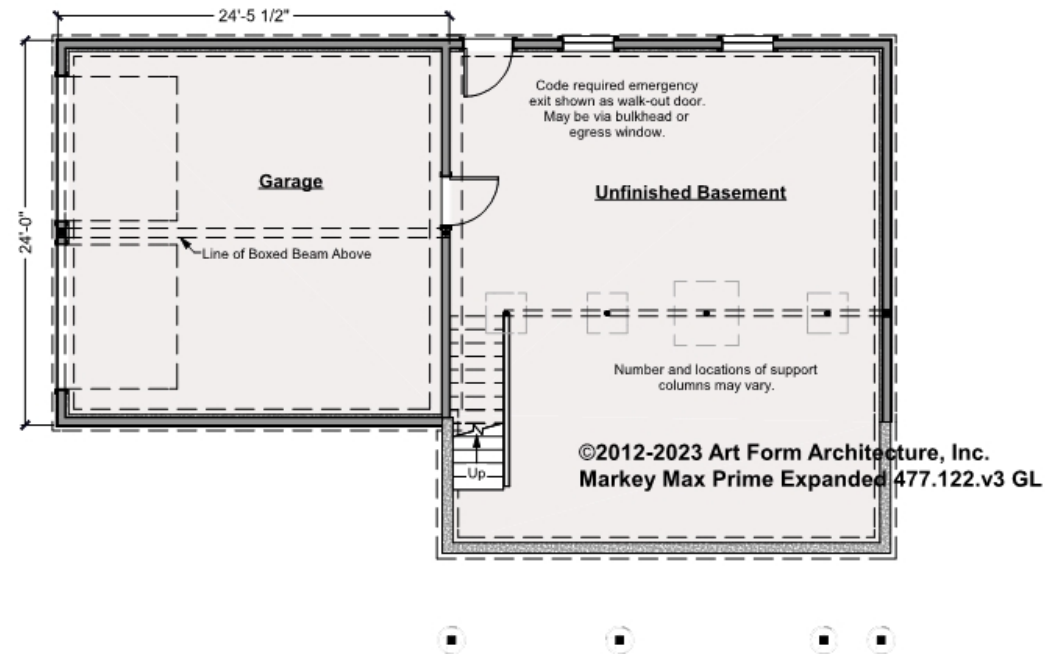 24'-5 1/2"
Code required emergency
exit shown as walk-out door.
May be via bulkhead or
egress window.
Garage
Unfinished Basement
24'-0"
Line of Boxed Beam Above
Number and locations of support
columns may vary.
©2012-2023 Art Form Architecture, Inc.
Markey Max Prime Expanded 477.122.v3 GL
Up